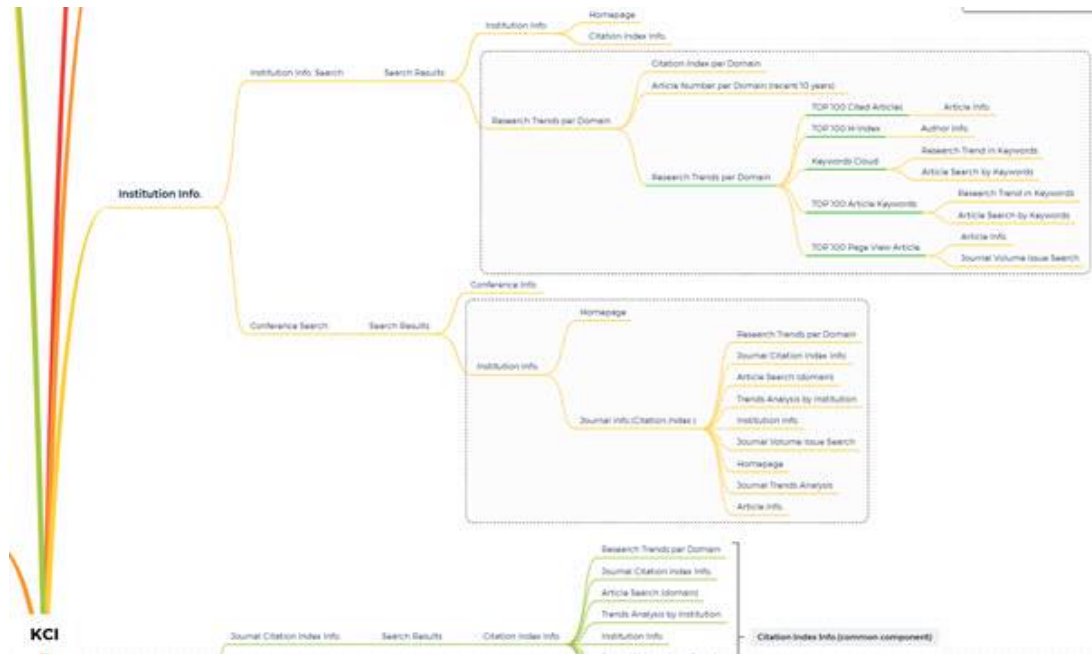 Homepage
Institution Info
Citation Index Info.
Institution Info. Search
Search Results
Citation Index per Domain
Article Number per Domain (recent 10 years)
Research Trends per Domain
TOP 100 Cited Articles
Article Info
TOP 100 H-Index
Author Info.
Research Trend in Keywords
Keywords Cloud
Article Search by Keywords
Research Trends per Domain
Institution Info.
Research Trend in Keywords
TOP 100 Article Keywords
Article Search by Keywords
Article Info.
TOP 100 Page View Article
Journal Volume Issue Search
Conference Info
Conference Search
Search Results
Homepage
Research Trends per Domain
Journal Citation Index Info
Institution Info
Article Search (domain)
Trends Analysis by Institution
Journal Info.(Citation Index )
Institution Info.
Journal Volume Issue Search
Homepage
Journal Trends Analysis
Article Info.
Research Trends per Domain
Journal Citation Index Info.
Article Search (domain)
Trends Analysis by Institution
KCI
Journal Citation Index Info.
Search Results
Citation Index Info.
Institution Info.
Citation Index Info (common component)